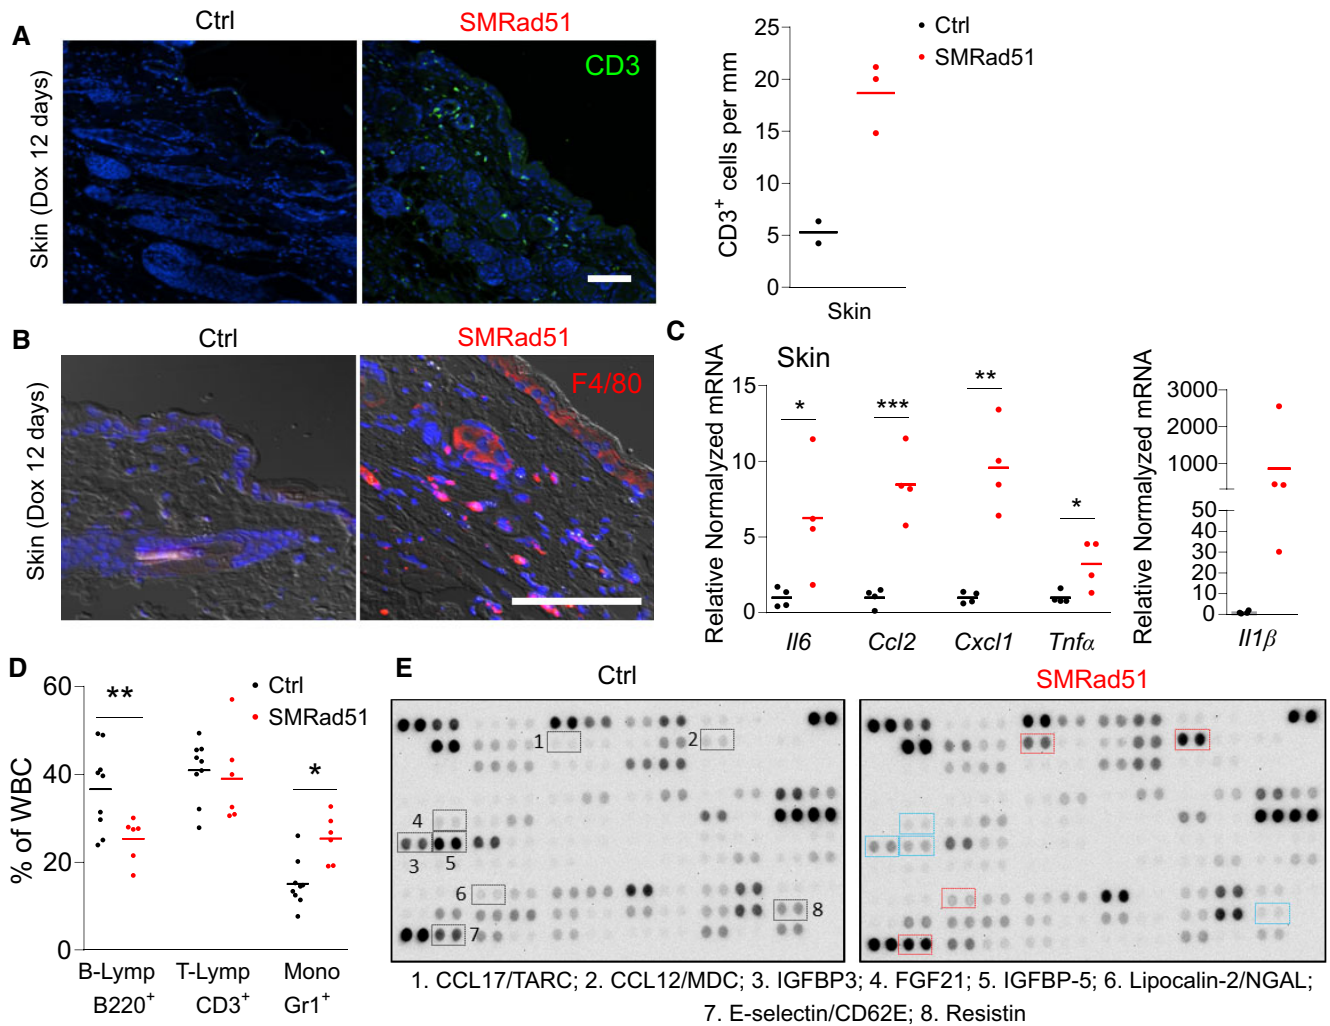 A
Ctrl
SMRad51
CD3
Skin (Dox 12 days)
25
20
15
10
5
0
CD3+ cells per mm
Skin
Ctrl
SMRad51
B
Ctrl
SMRad51
F4/80
Skin (Dox 12 days)
C
Skin
Relative Normalized mRNA
15
10
5
0
*
***
**
*
Il6
Ccl2
Cxcl1
Tnfα
Relative Normalized mRNA
3000
2000
1000
50
40
30
20
10
0
Il1β
D
% of WBC
60
40
20
0
**
*
Ctrl
SMRad51
B-Lymp T-Lymp Mono
B220+ CD3+ Gr1+
E
Ctrl
SMRad51
1
2
4
3
5
6
7
8
1. CCL17/TARC; 2. CCL12/MDC; 3. IGFBP3; 4. FGF21; 5. IGFBP-5; 6. Lipocalin-2/NGAL;
7. E-selectin/CD62E; 8. Resistin